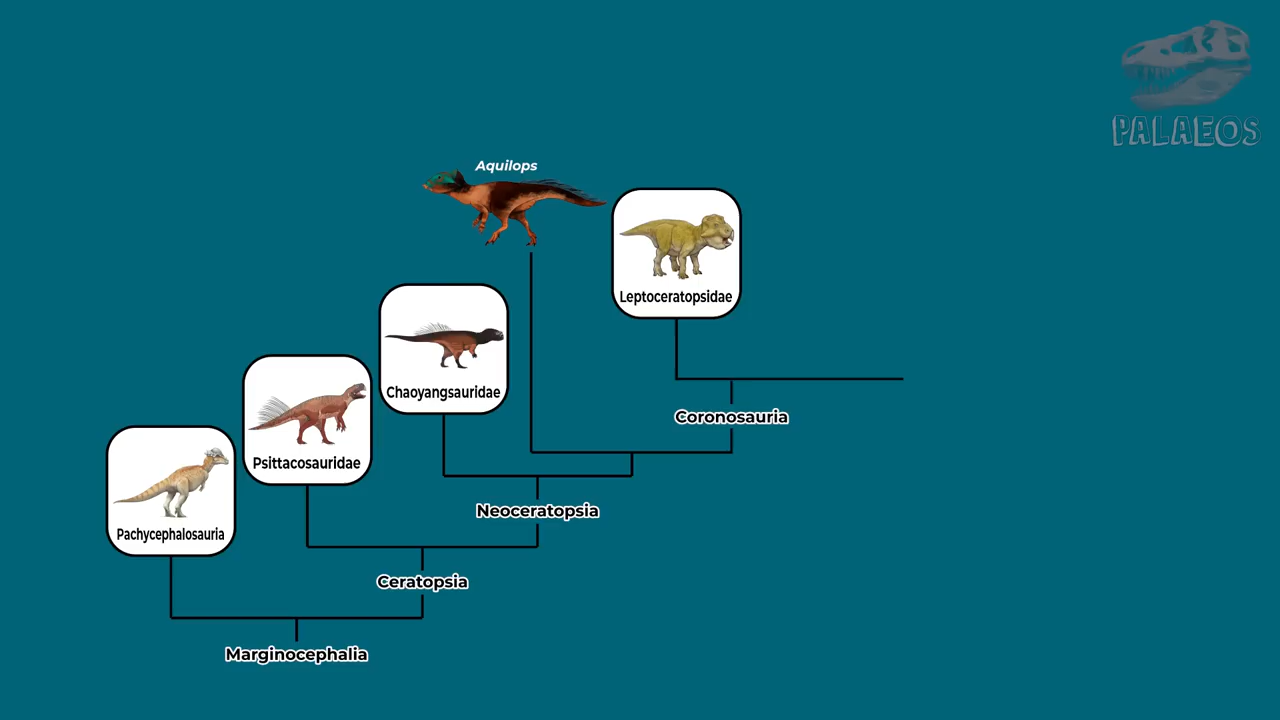 PALAEOS
Aquilops
Leptoceratopsidae
Chaoyangsauridae
Coronosauria
Psittacosauridae
Neoceratopsia
Pachycephalosauria
Ceratopsia
Marginocephalia